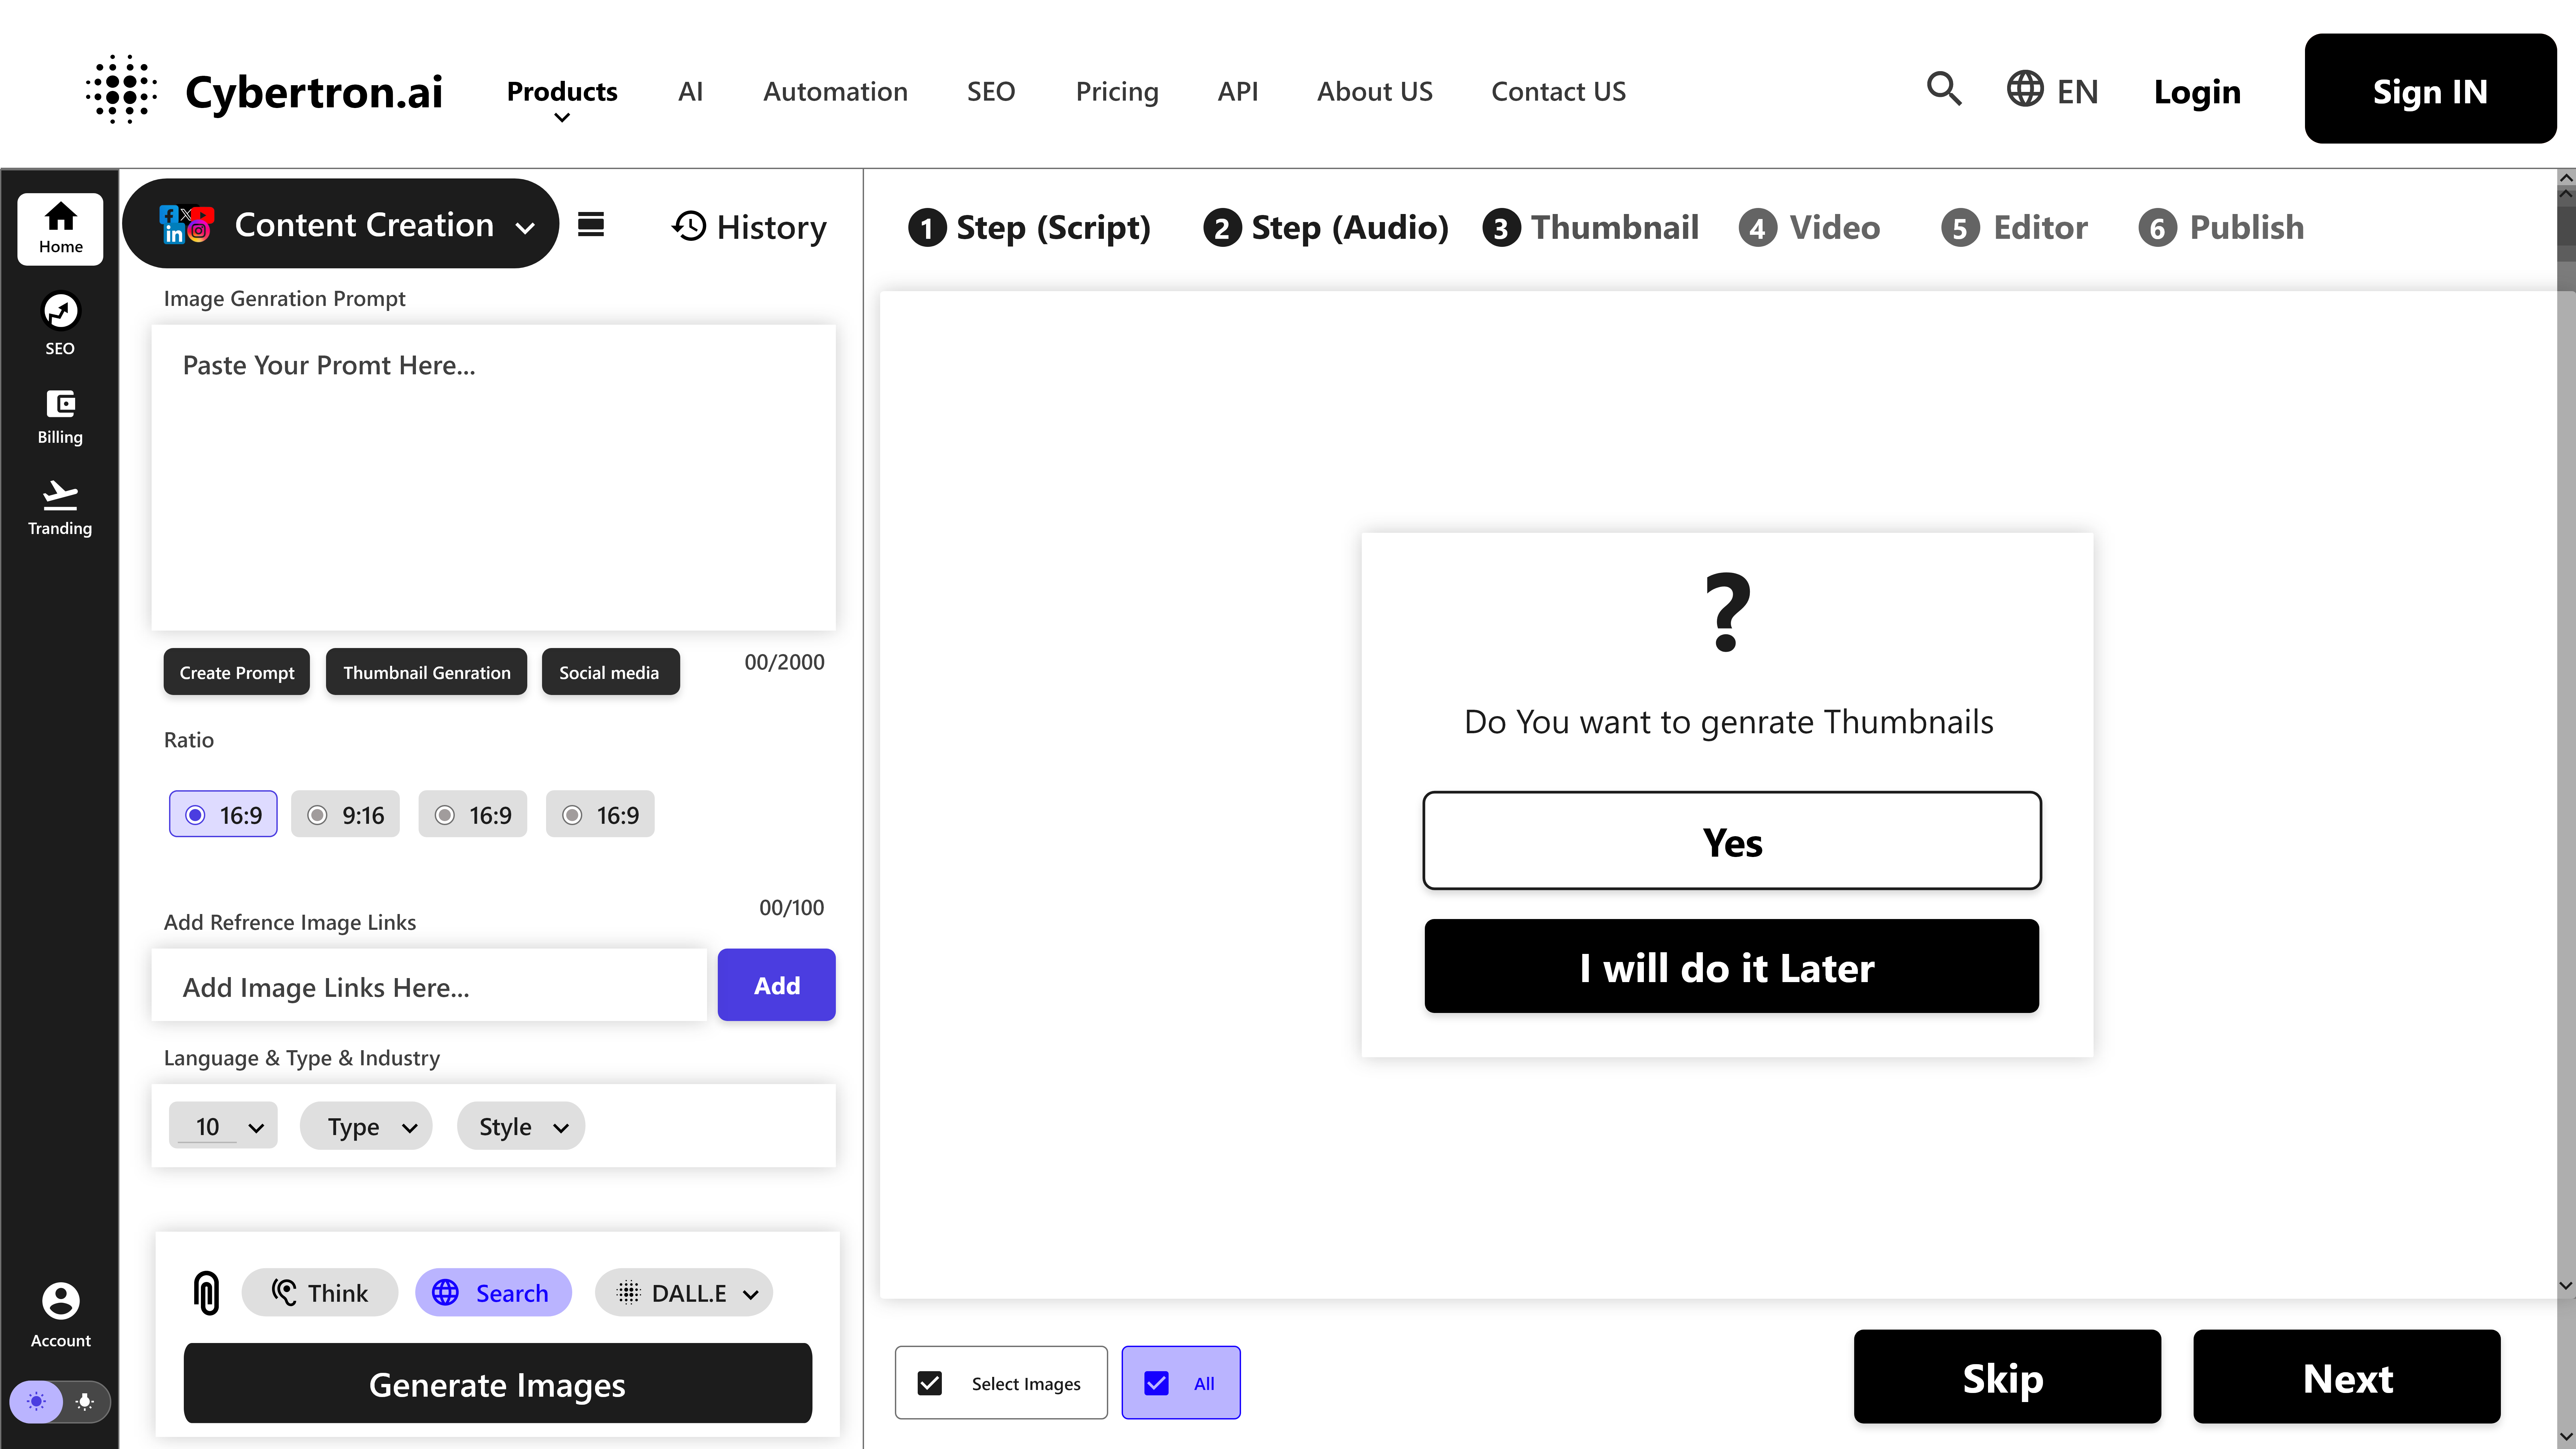 Cybertron.ai
Products AI Automation SEO Pricing API About US Contact US EN Login Sign IN
Home
SEO
Billing
Tranding
Account
Content Creation
History
Image Genration Prompt
Paste Your Promt Here...
Create Prompt Thumbnail Genration Social media 00/2000
Ratio
16:9 9:16 16:9 16:9
00/100
Add Refrence Image Links
Add Image Links Here... Add
Language & Type & Industry
10 Type Style
Think Search DALL.E
Generate Images
1 Step (Script) 2 Step (Audio) 3 Thumbnail 4 Video 5 Editor 6 Publish
?
Do You want to genrate Thumbnails
Yes
I will do it Later
Select Images All
Skip Next